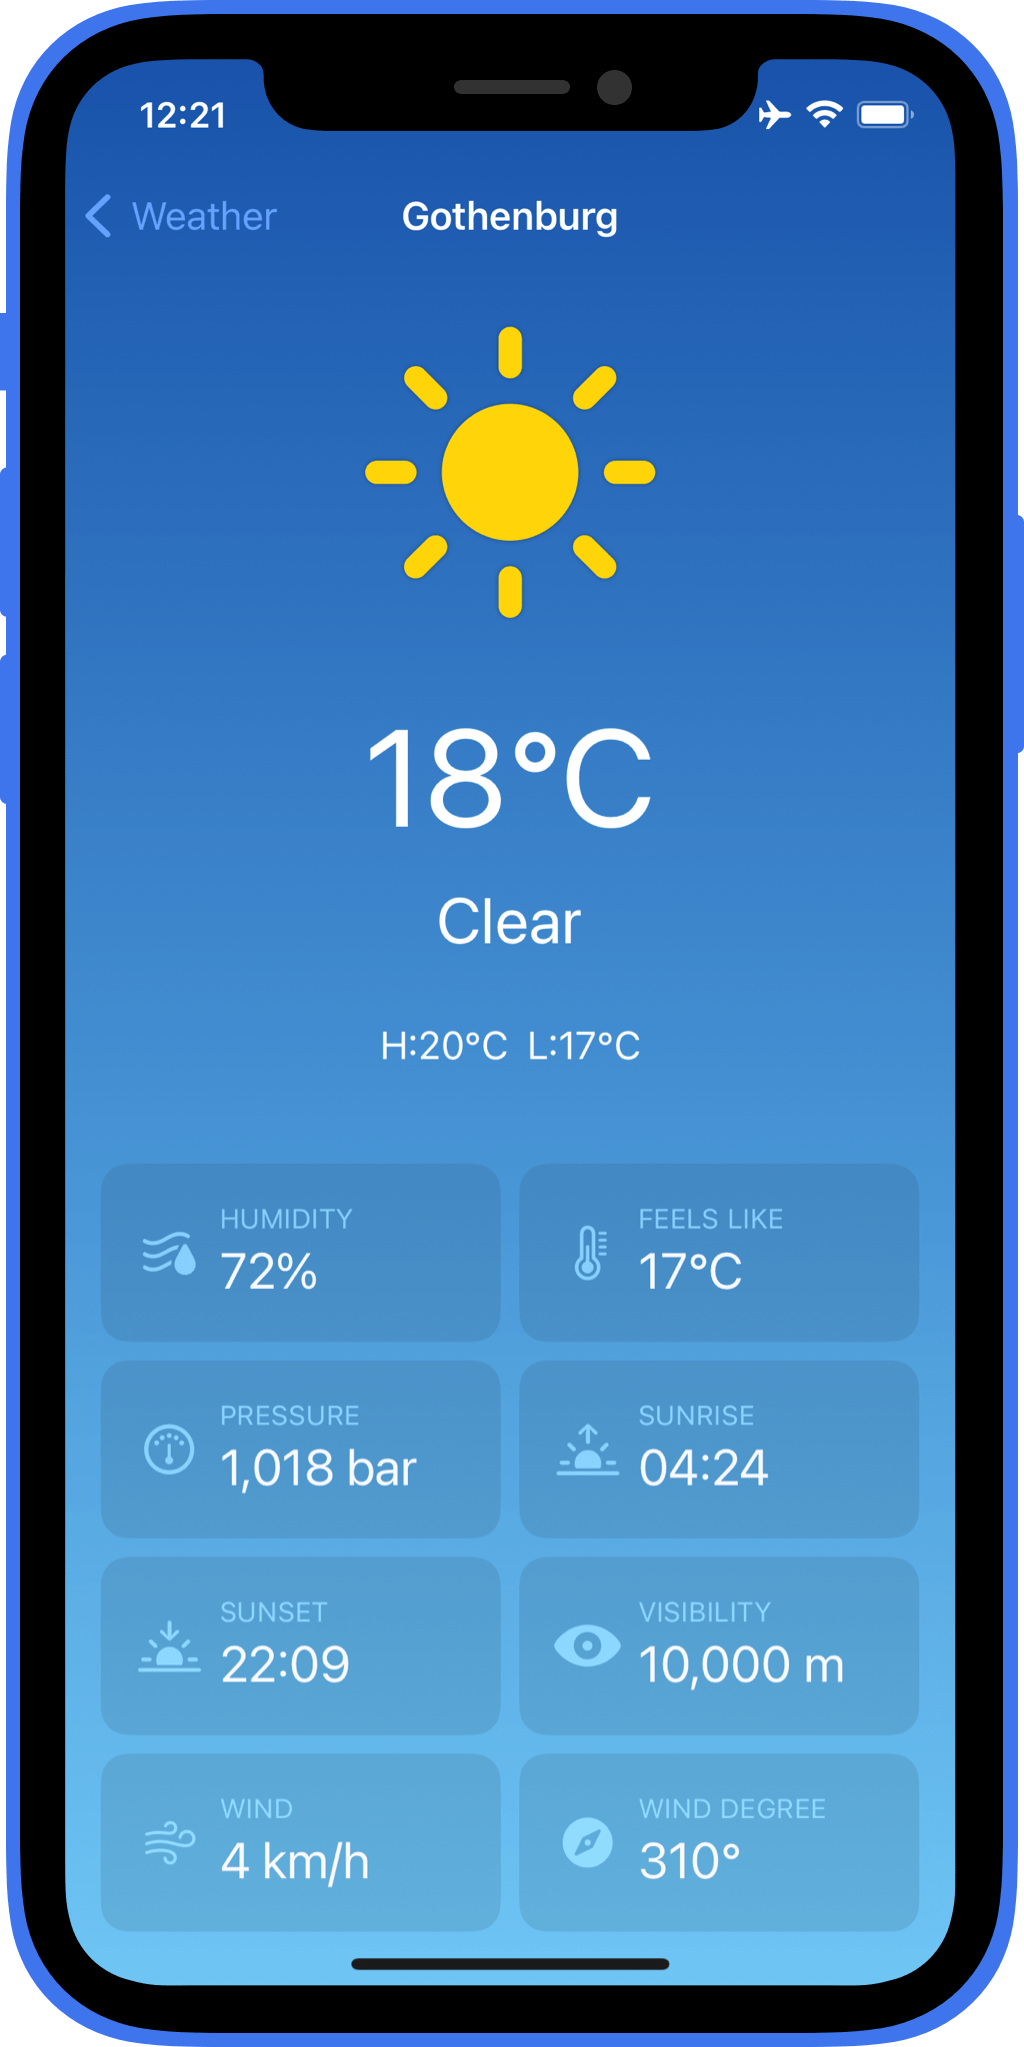 12:21
Weather
Gothenburg
18°C
Clear
H:20°C L:17°C
HUMIDITY
72%
FEELS LIKE
17°C
PRESSURE
1,018 bar
SUNRISE
04:24
SUNSET
22:09
VISIBILITY
10,000 m
WIND
4 km/h
WIND DEGREE
310°